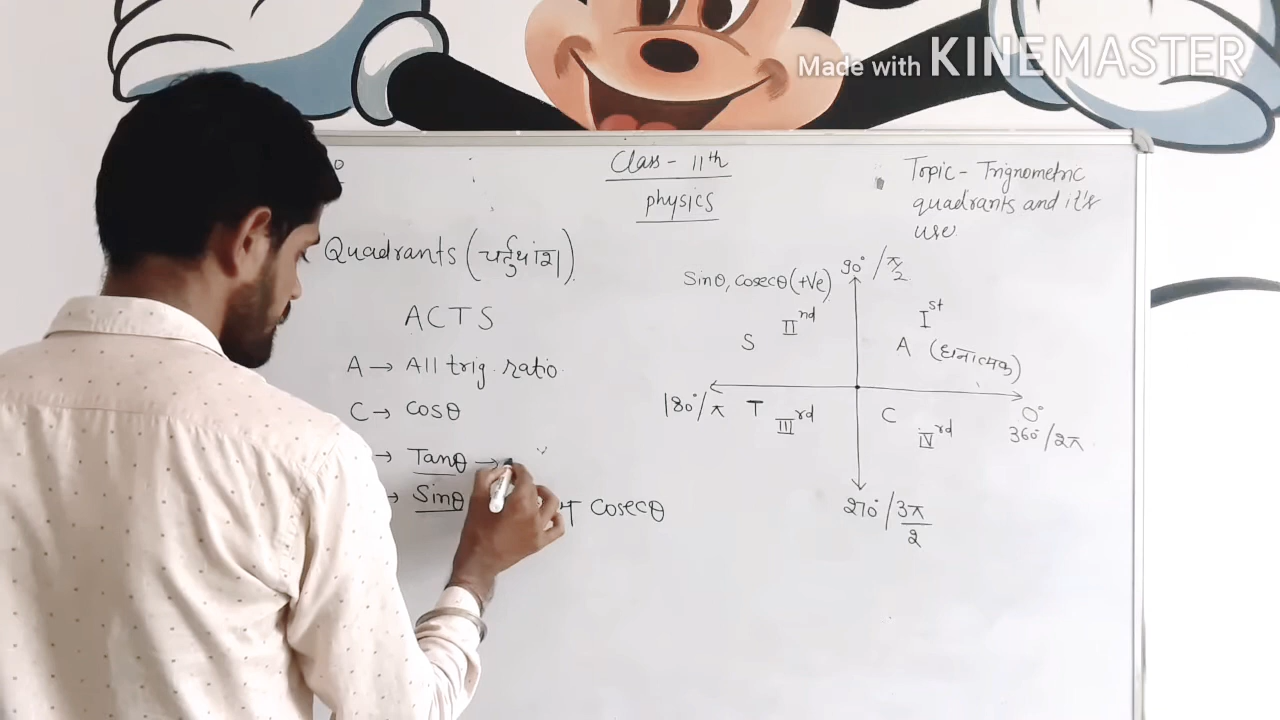 Made with KINEMASTER
Class - 11th
physics
Topic - Trignometric
quadrants and it's
use
Quadrants (चर्तुथांश)
ACTS
A → All trig. ratio
C → cosθ
→ Tanθ →
→ Sinθ
cosecθ
90°/π/2
Sinθ, cosecθ (+ve)
IInd
Ist
S
A (धनात्मक)
180°/π
T IIIrd
C IVrd
0°
360°/2π
270°/3π/2